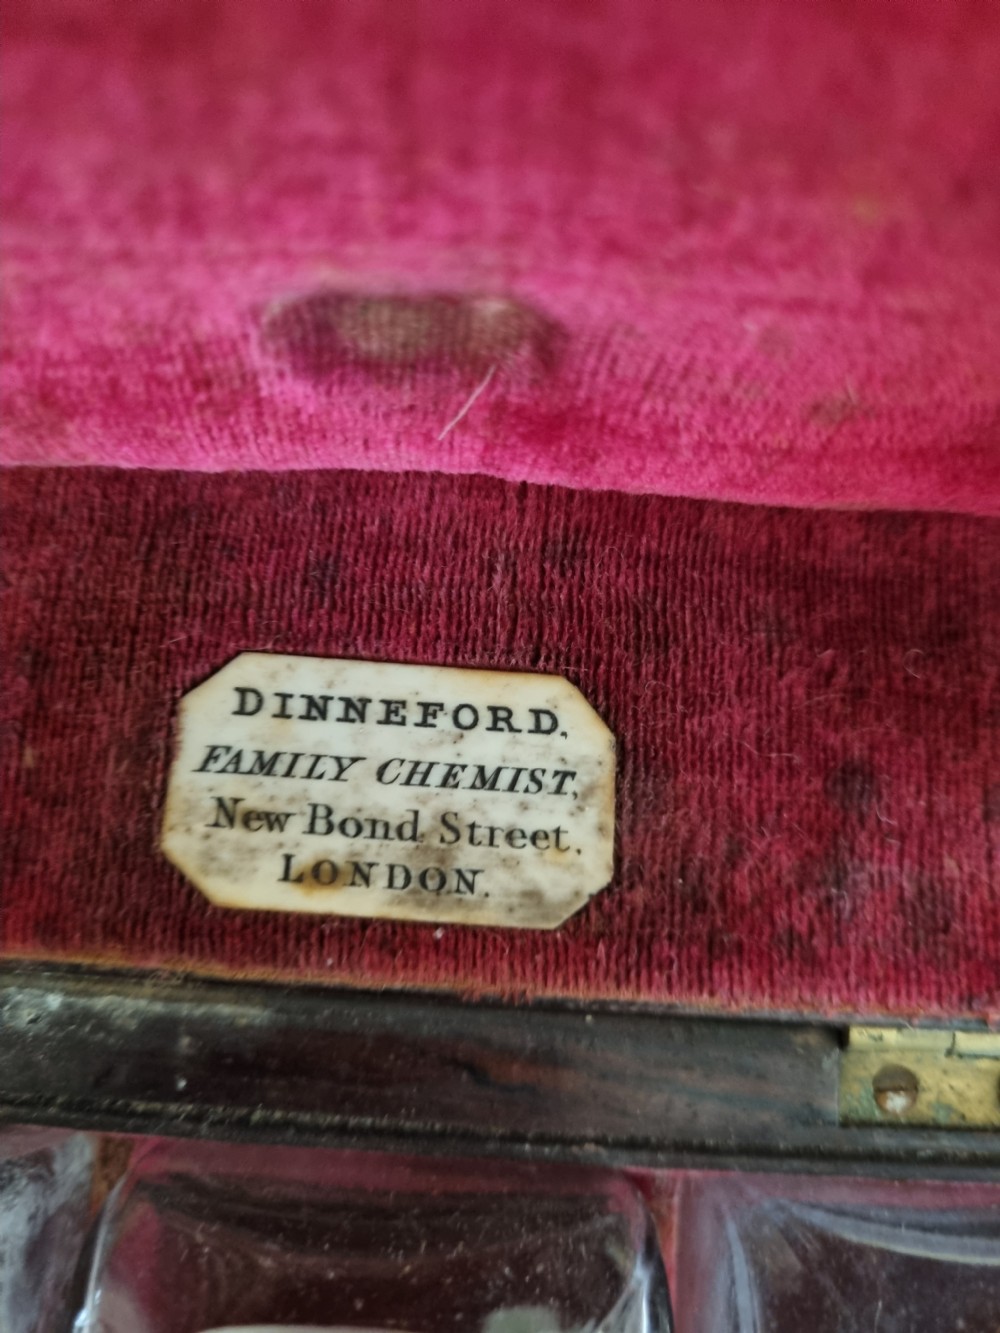 DINNEFORD,
FAMILY CHEMIST,
New Bond Street.
LONDON.